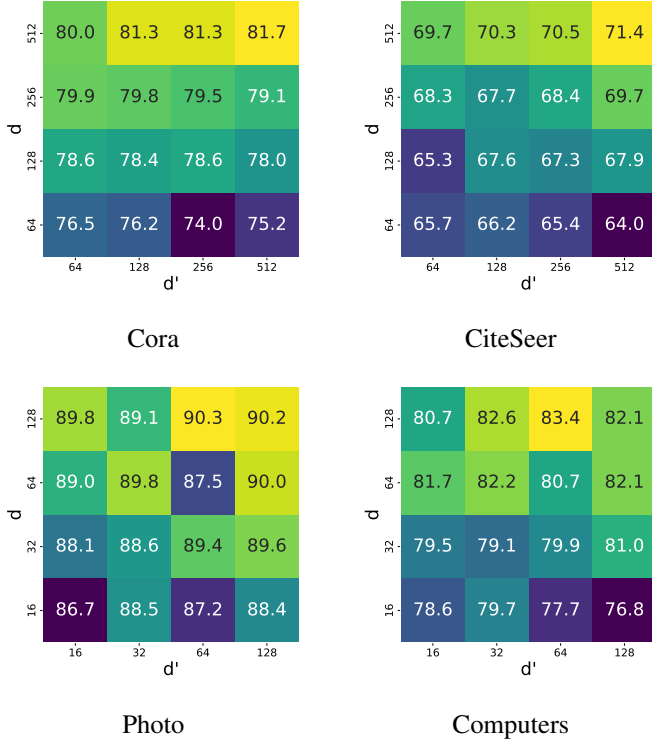 d
512 80.0 81.3 81.3 81.7
256 79.9 79.8 79.5 79.1
128 78.6 78.4 78.6 78.0
64 76.5 76.2 74.0 75.2
64 128 256 512
d'
Cora
d
512 69.7 70.3 70.5 71.4
256 68.3 67.7 68.4 69.7
128 65.3 67.6 67.3 67.9
64 65.7 66.2 65.4 64.0
64 128 256 512
d'
CiteSeer
d
128 89.8 89.1 90.3 90.2
64 89.0 89.8 87.5 90.0
32 88.1 88.6 89.4 89.6
16 86.7 88.5 87.2 88.4
16 32 64 128
d'
Photo
d
128 80.7 82.6 83.4 82.1
64 81.7 82.2 80.7 82.1
32 79.5 79.1 79.9 81.0
16 78.6 79.7 77.7 76.8
16 32 64 128
d'
Computers